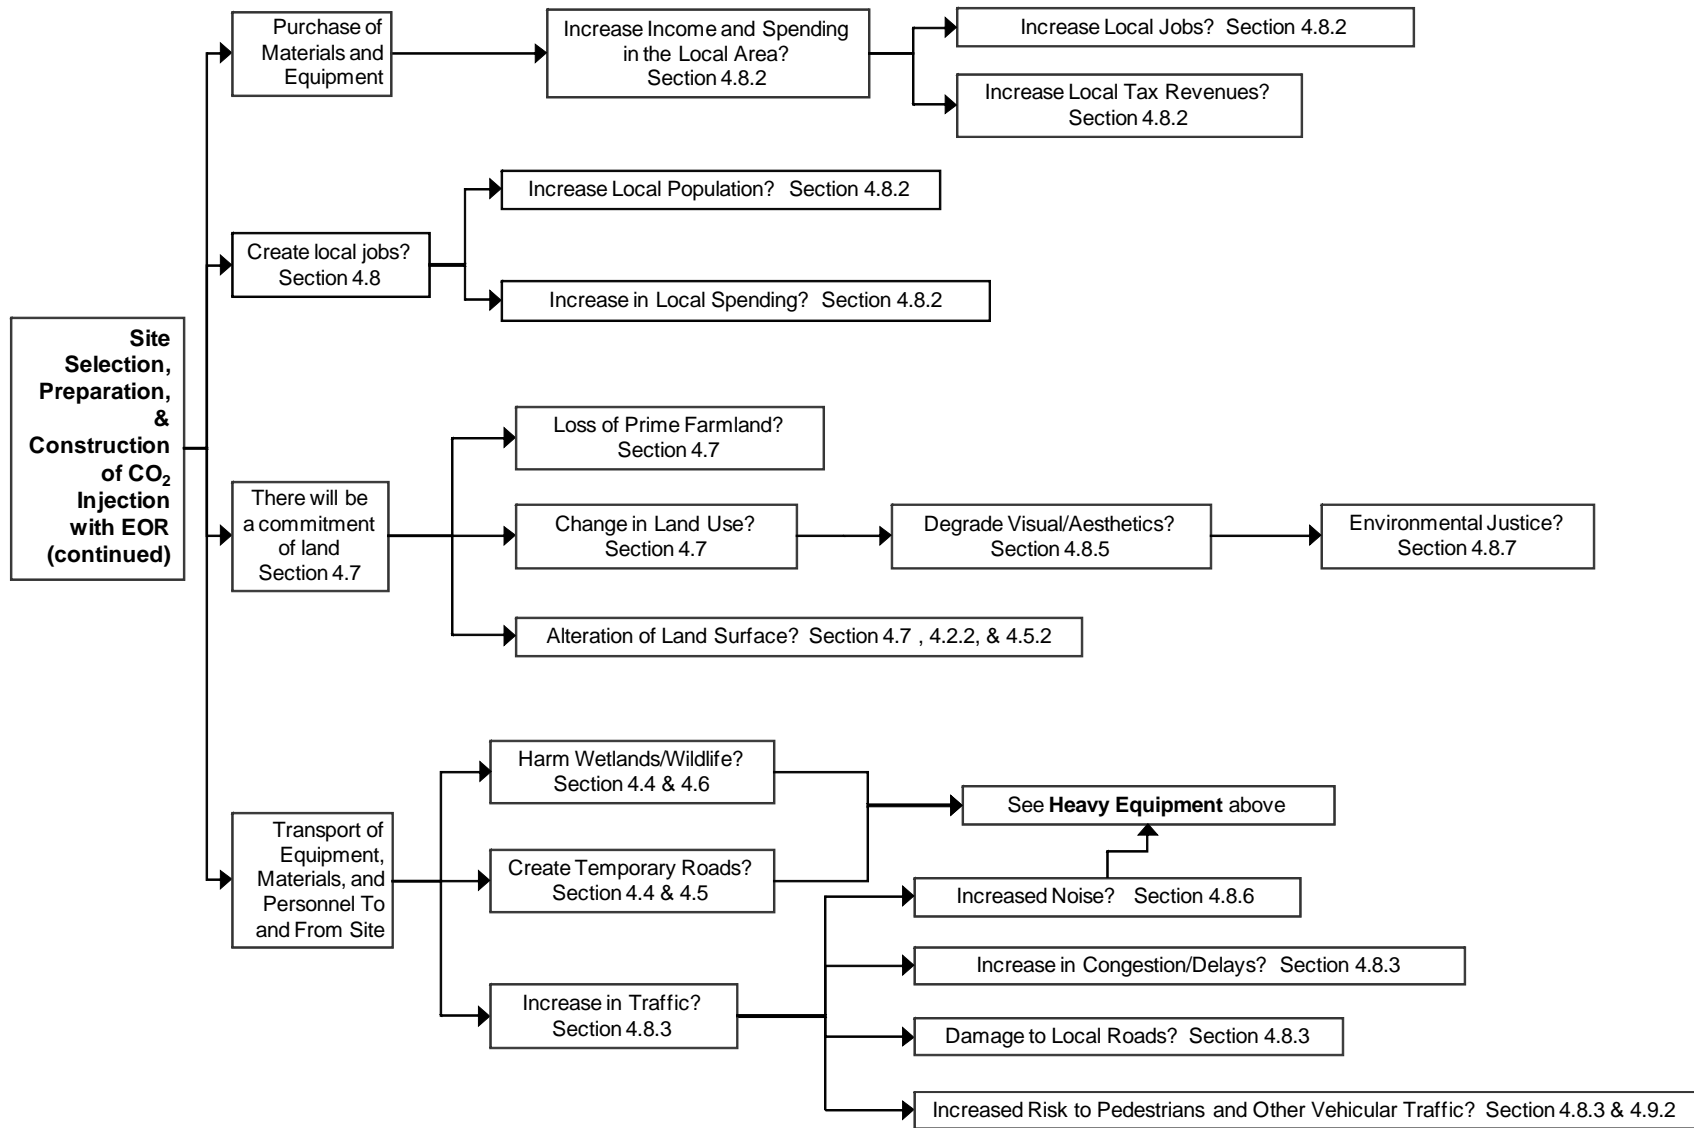 Purchase of
Materials and
Equipment
Increase Income and Spending
in the Local Area?
Section 4.8.2
Increase Local Jobs? Section 4.8.2
Increase Local Tax Revenues?
Section 4.8.2
Increase Local Population? Section 4.8.2
Create local jobs?
Section 4.8
Increase in Local Spending? Section 4.8.2
Site
Selection,
Preparation,
&
Construction
of CO₂
Injection
with EOR
(continued)
Loss of Prime Farmland?
Section 4.7
There will be
a commitment
of land
Section 4.7
Change in Land Use?
Section 4.7
Degrade Visual/Aesthetics?
Section 4.8.5
Environmental Justice?
Section 4.8.7
Alteration of Land Surface? Section 4.7 , 4.2.2, & 4.5.2
Harm Wetlands/Wildlife?
Section 4.4 & 4.6
See Heavy Equipment above
Transport of
Equipment,
Materials, and
Personnel To
and From Site
Create Temporary Roads?
Section 4.4 & 4.5
Increased Noise? Section 4.8.6
Increase in Congestion/Delays? Section 4.8.3
Increase in Traffic?
Section 4.8.3
Damage to Local Roads? Section 4.8.3
Increased Risk to Pedestrians and Other Vehicular Traffic? Section 4.8.3 & 4.9.2